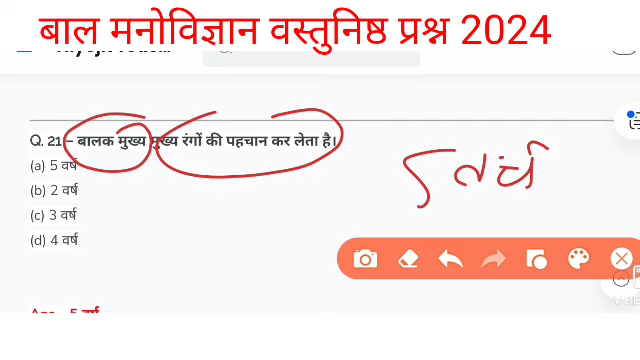 बाल मनोविज्ञान वस्तुनिष्ठ प्रश्न 2024
Q. 21 – बालक मुख्य मुख्य रंगों की पहचान कर लेता है।
(a) 5 वर्ष
(b) 2 वर्ष
(c) 3 वर्ष
(d) 4 वर्ष
5 वर्ष